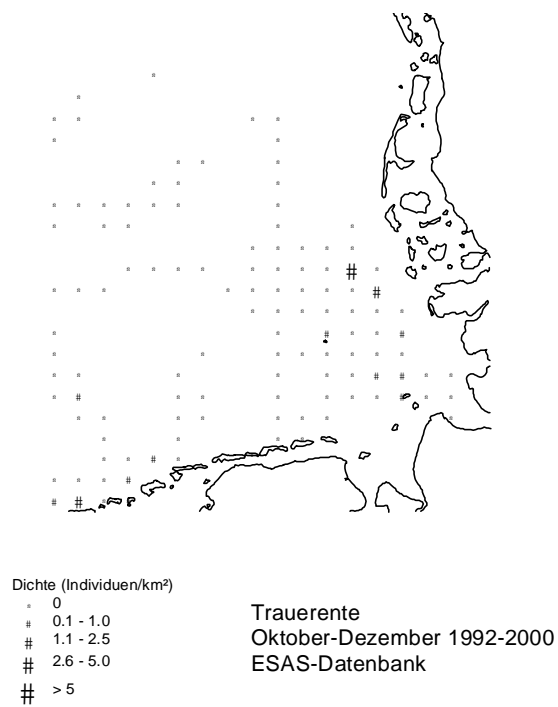 Dichte (Individuen/km²)
0
0.1 - 1.0
# 1.1 - 2.5
# 2.6 - 5.0
# > 5
Trauerente
Oktober-Dezember 1992-2000
ESAS-Datenbank